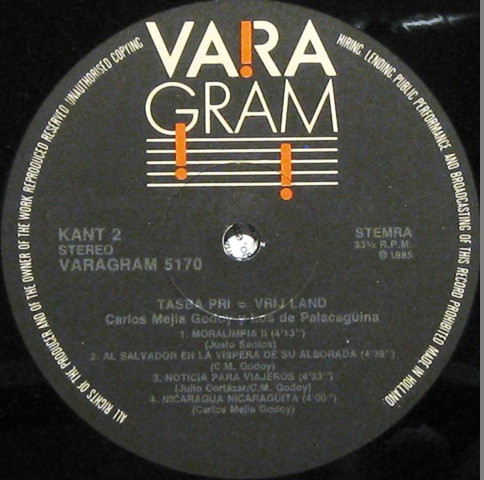 VARA
GRAM
KANT 2
STEREO
VARAGRAM 5170
STEMRA
33⅓ R.P.M.
℗ 1985
TASBA PRI = VRIJ LAND
Carlos Mejia Godoy y Los de Palacagüina
1. MORALIMPIA II (4'13'')
(Justo Santos)
2. AL SALVADOR EN LA VISPERA DE SU ALBORADA (4'39'')
(C.M. Godoy)
3. NOTICIA PARA VIAJEROS (4'33'')
(Julio Cortázar/C.M. Godoy)
4. NICARAGUA NICARAGÜITA (4'00'')
(Carlos Mejia Godoy)
ALL RIGHTS OF THE PRODUCER AND OF THE OWNER OF THE WORK REPRODUCED RESERVED UNAUTHORISED COPYING HIRING, LENDING PUBLIC PERFORMANCE AND BROADCASTING OF THIS RECORD PROHIBITED MADE IN HOLLAND